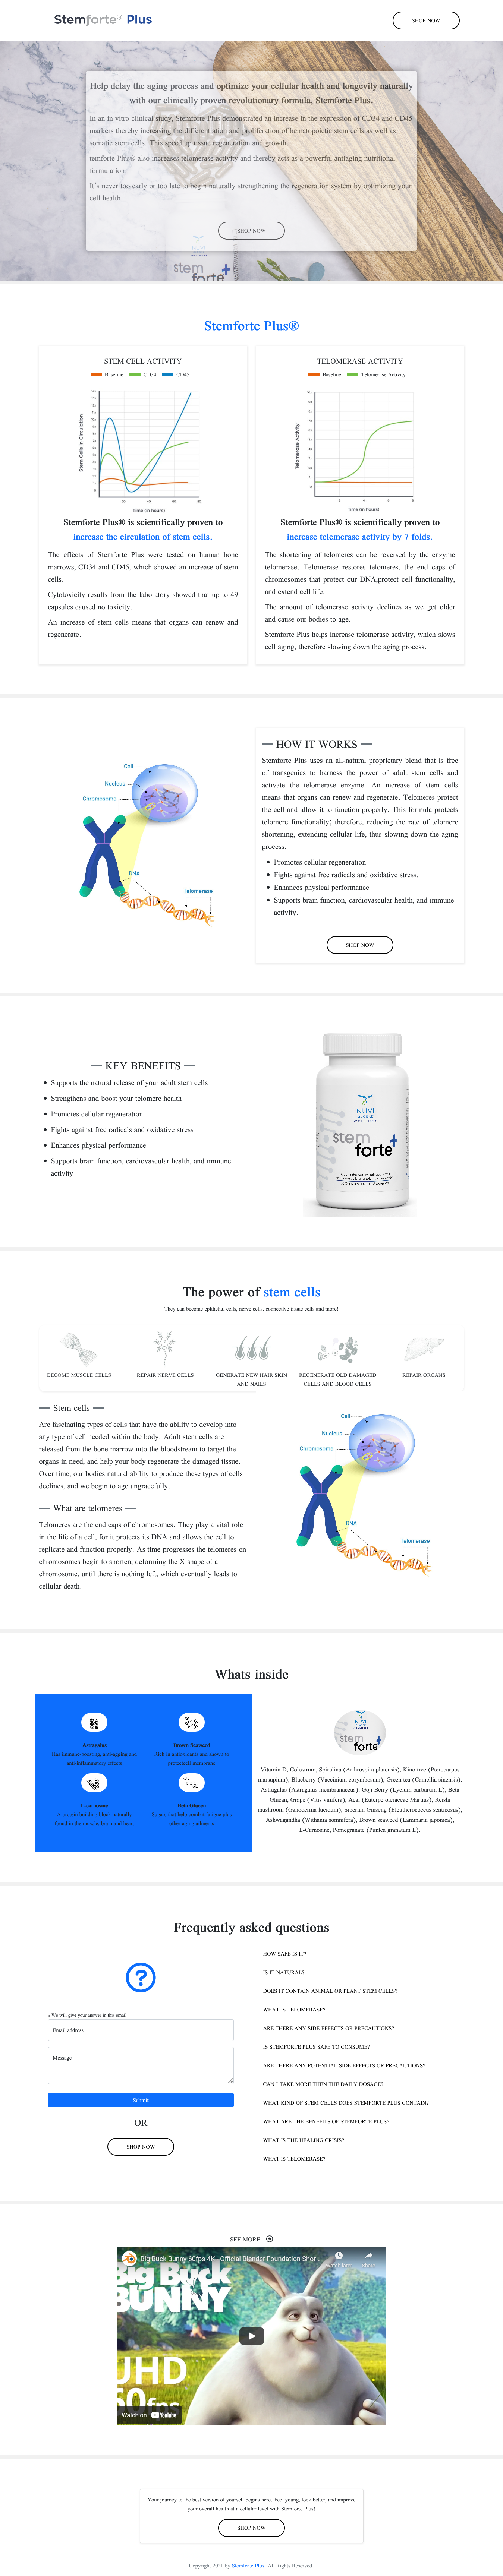 Stemforte® Plus
SHOP NOW
Help delay the aging process and optimize your cellular health and longevity naturally
with our clinically proven revolutionary formula, Stemforte Plus.
In an in vitro clinical study, Stemforte Plus demonstrated an increase in the expression of CD34 and CD45
markers thereby increasing the differentiation and proliferation of hematopoietic stem cells as well as
somatic stem cells. This speed up tissue regeneration and growth.
temforte Plus® also increases telomerase activity and thereby acts as a powerful antiaging nutritional
formulation.
It's never too early or too late to begin naturally strengthening the regeneration system by optimizing your
cell health.
SHOP NOW
NUVI
WELLNESS
stem
Stemforte Plus®
STEM CELL ACTIVITY
Baseline CD34 CD45
Stem Cells in Circulation
20 40 60 80
Time (in hours)
Stemforte Plus® is scientifically proven to
increase the circulation of stem cells.
The effects of Stemforte Plus were tested on human bone
marrows, CD34 and CD45, which showed an increase of stem
cells.
Cytotoxicity results from the laboratory showed that up to 49
capsules caused no toxicity.
An increase of stem cells means that organs can renew and
regenerate.
TELOMERASE ACTIVITY
Baseline Telomerase Activity
Telomerase Activity
2 4 6 8
Time (in hours)
Stemforte Plus® is scientifically proven to
increase telemerase activity by 7 folds.
The shortening of telomeres can be reversed by the enzyme
telomerase. Telomerase restores telomeres, the end caps of
chromosomes that protect our DNA,protect cell functionality,
and extend cell life.
The amount of telomerase activity declines as we get older
and cause our bodies to age.
Stemforte Plus helps increase telomerase activity, which slows
cell aging, therefore slowing down the aging process.
Cell
Nucleus
Chromosome
DNA
Telomerase
HOW IT WORKS
Stemforte Plus uses an all-natural proprietary blend that is free
of transgenics to harness the power of adult stem cells and
activate the telomerase enzyme. An increase of stem cells
means that organs can renew and regenerate. Telomeres protect
the cell and allow it to function properly. This formula protects
telomere functionality; therefore, reducing the rate of telomere
shortening, extending cellular life, thus slowing down the aging
process.
Promotes cellular regeneration
Fights against free radicals and oxidative stress.
Enhances physical performance
Supports brain function, cardiovascular health, and immune
activity.
SHOP NOW
KEY BENEFITS
Supports the natural release of your adult stem cells
Strengthens and boost your telomere health
Promotes cellular regeneration
Fights against free radicals and oxidative stress
Enhances physical performance
Supports brain function, cardiovascular health, and immune
activity
NUVI
WELLNESS
stem
forte+
The power of stem cells
They can become epithelial cells, nerve cells, connective tissue cells and more!
BECOME MUSCLE CELLS
REPAIR NERVE CELLS
GENERATE NEW HAIR SKIN
AND NAILS
REGENERATE OLD DAMAGED
CELLS AND BLOOD CELLS
REPAIR ORGANS
Stem cells
Are fascinating types of cells that have the ability to develop into
any type of cell needed within the body. Adult stem cells are
released from the bone marrow into the bloodstream to target the
organs in need, and help your body regenerate the damaged tissue.
Over time, our bodies natural ability to produce these types of cells
declines, and we begin to age ungracefully.
What are telomeres
Telomeres are the end caps of chromosomes. They play a vital role
in the life of a cell, for it protects its DNA and allows the cell to
replicate and function properly. As time progresses the telomeres on
chromosomes begin to shorten, deforming the X shape of a
chromosome, until there is nothing left, which eventually leads to
cellular death.
Cell
Nucleus
Chromosome
DNA
Telomerase
Whats inside
Astragalus
Has immune-boosting, anti-agging and
anti-inflammatory effects
Brown Seaweed
Rich in antioxidants and shown to
L-carnosine
A protein building block naturally
found in the muscle, brain and heart
Beta-Glucan
Sugars that help combat fatigue plus
other aging ailments.
NUVI
WELLNESS
stem
forte+
Vitamin D, Colostrum, Spirulina (Arthrospira platensis), Kino tree (Pterocarpus
marsupium), Blueberry (Vaccinium corymbosum), Green tea (Camellia sinensis),
Astragalus (Astragalus membranaceus), Goji Berry (Lycium barbarum L), Beta
Glucan, Grape (Vitis vinifera), Acai (Euterpe oleraceae Martius), Reishi
mushroom (Ganoderma lucidum), Siberian Ginseng (Eleutherococcus senticosus),
Ashwagandha (Withania somnifera), Brown seaweed (Laminaria japonica),
L-Carnosine, Pomegranate (Punica granatum L).
Frequently asked questions
We will give your answer in this email
Email address
Message
Submit
OR
SHOP NOW
HOW SAFE IS IT?
IS IT NATURAL?
DOES IT CONTAIN ANIMAL OR PLANT STEM CELLS?
WHAT IS TELOMERASE?
ARE THERE ANY SIDE EFFECTS OR PRECAUTIONS?
IS STEMFORTE PLUS SAFE TO CONSUME?
ARE THERE ANY POTENTIAL SIDE EFFECTS OR PRECAUTIONS?
CAN I TAKE MORE THEN THE DAILY DOSAGE?
WHAT KIND OF STEM CELLS DOES STEMFORTE PLUS CONTAIN?
WHAT ARE THE BENEFITS OF STEMFORTE PLUS?
WHAT IS THE HEALING CRISIS?
WHAT IS TELOMERASE?
SEE MORE
Big Buck Bunny 60fps 4K - Official Blender Foundation Shor...
BIG BUCK
BUNNY
UHD
60fps
Watch on YouTube
Your journey to the best version of yourself begins here. Feel young, look better, and improve
your overall health at a cellular level with Stemforte Plus!
SHOP NOW
Copyright 2021 by Stemforte Plus. All Rights Reserved.